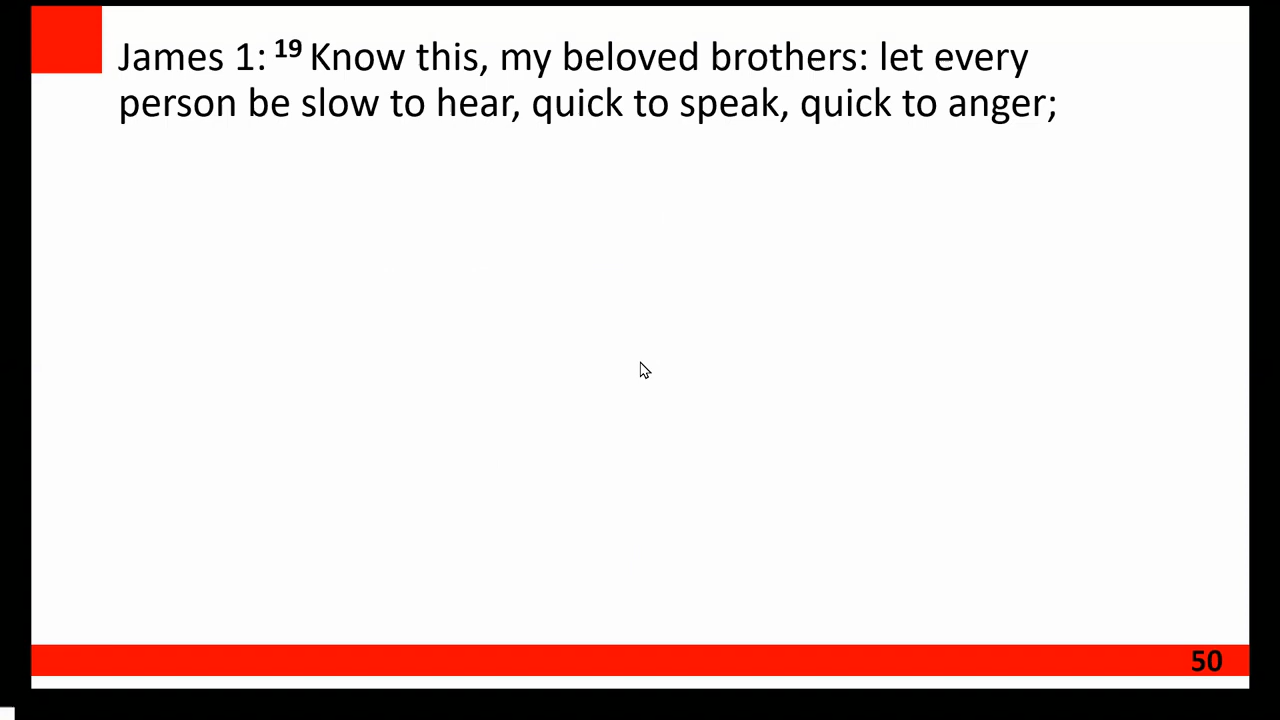 James 1: 19 Know this, my beloved brothers: let every
person be slow to hear, quick to speak, quick to anger;
50